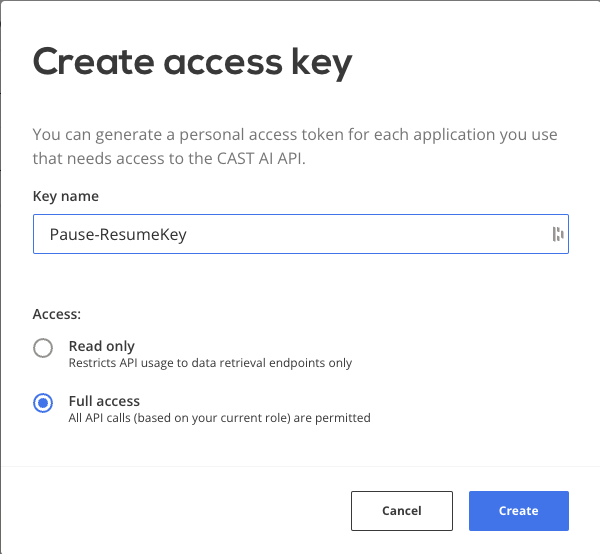 Create access key
You can generate a personal access token for each application you use
that needs access to the CAST AI API.
Key name
Pause-ResumeKey
Access:
Read only
Restricts API usage to data retrieval endpoints only
Full access
All API calls (based on your current role) are permitted
Cancel
Create